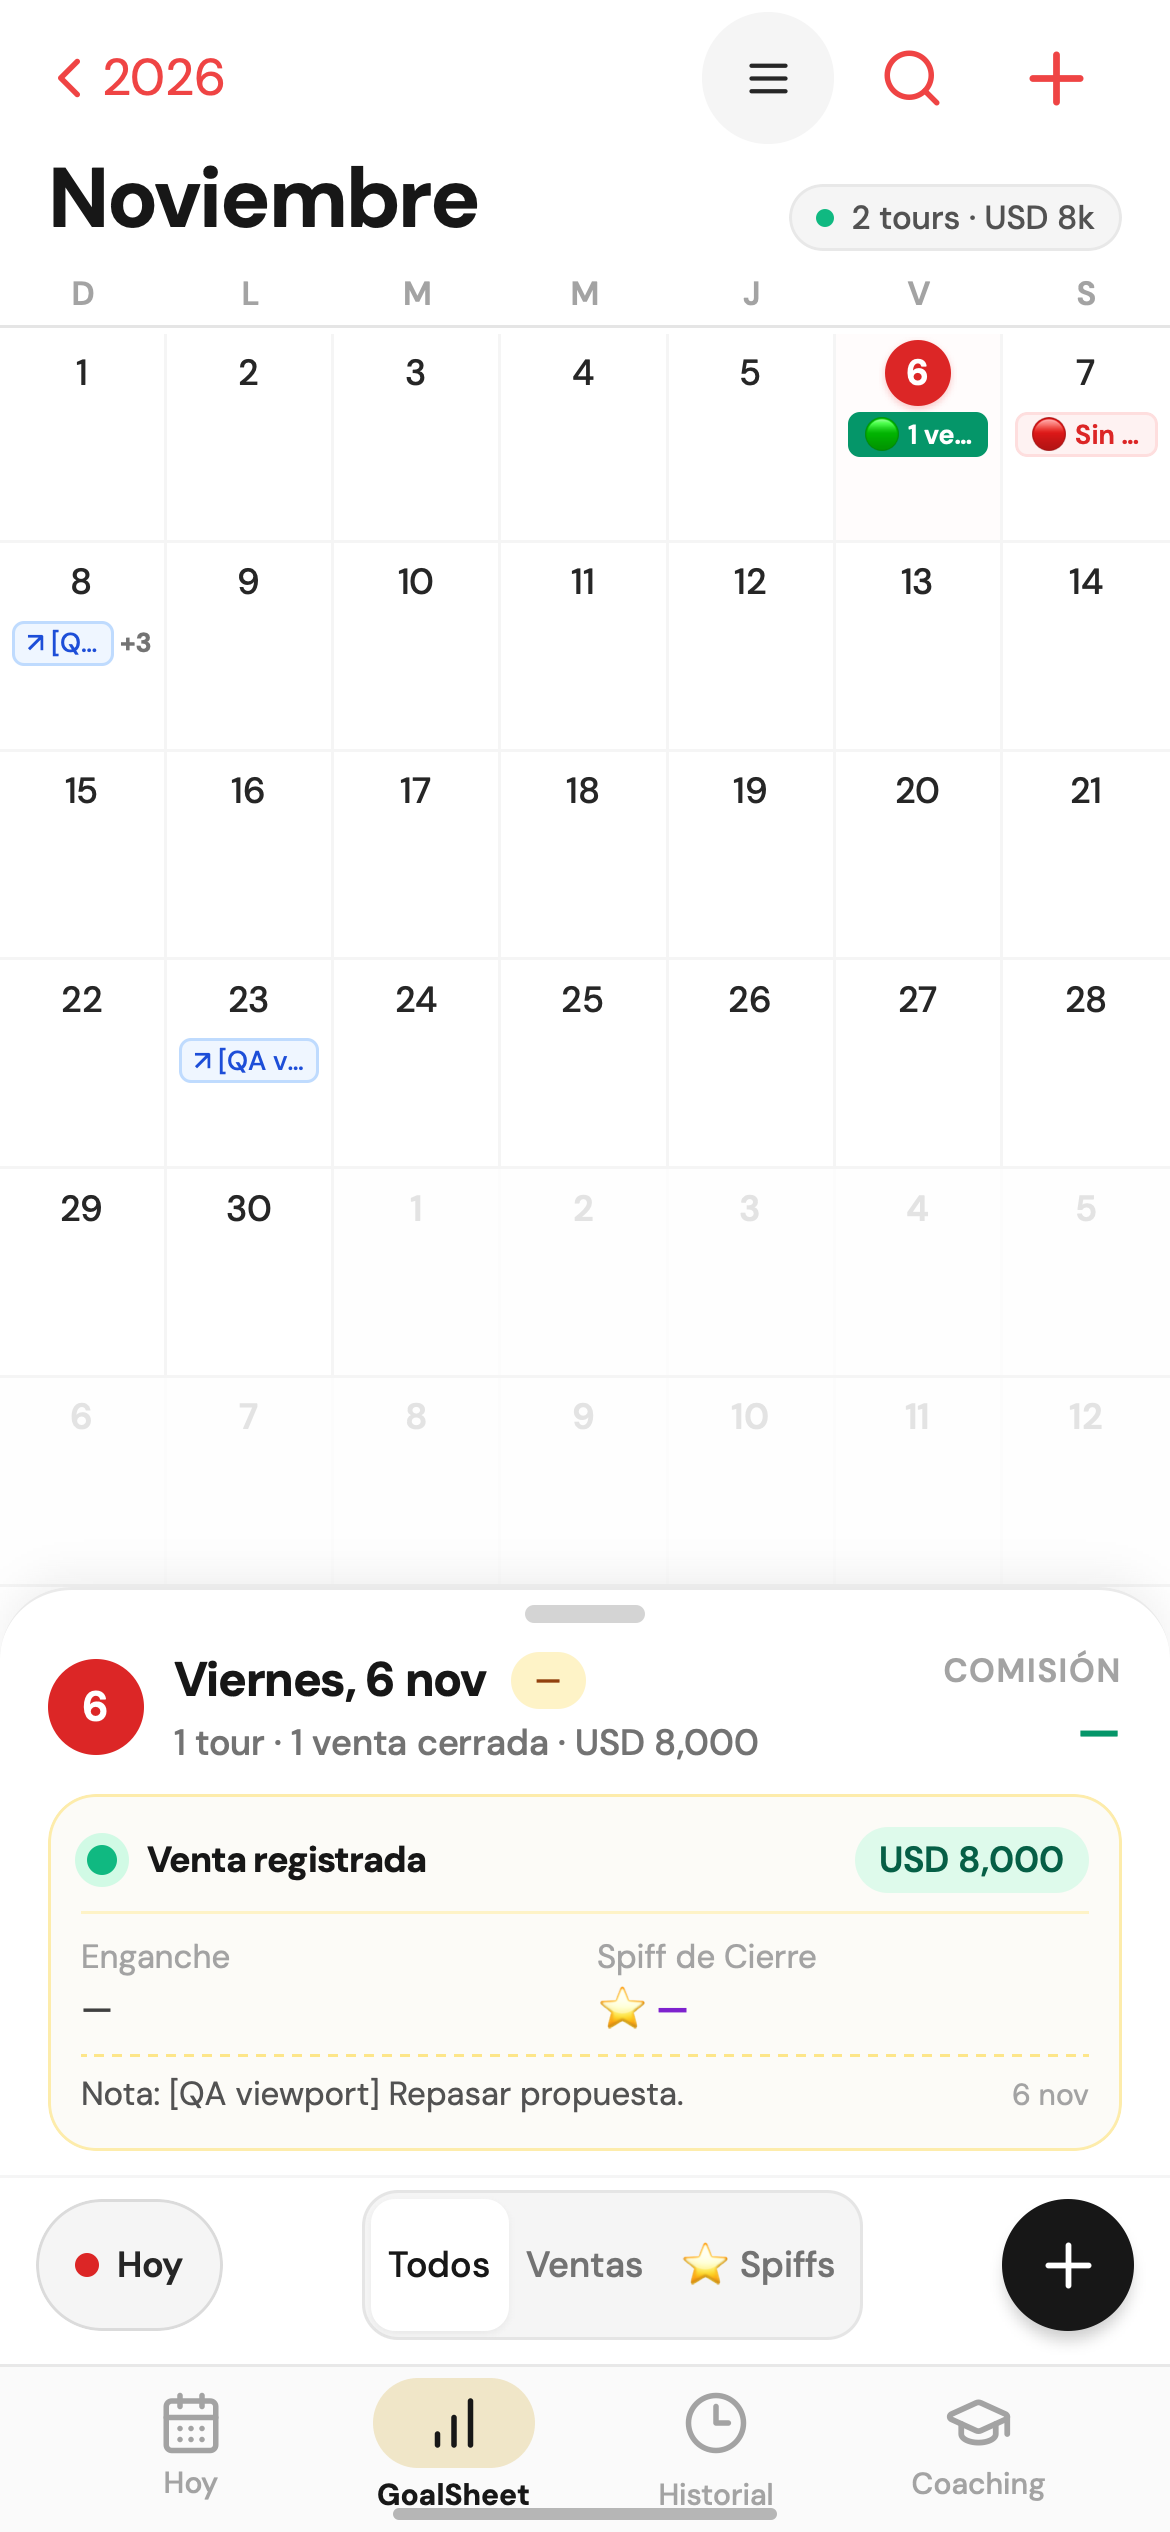 2026
Noviembre
2 tours · USD 8k
D L M M J V S
1 2 3 4 5 6 7
1 ve... Sin ...
8 9 10 11 12 13 14
[Q... +3
15 16 17 18 19 20 21
22 23 24 25 26 27 28
[QA v...
29 30 1 2 3 4 5
6 7 8 9 10 11 12
6 Viernes, 6 nov — COMISIÓN
1 tour · 1 venta cerrada · USD 8,000 —
Venta registrada USD 8,000
Enganche Spiff de Cierre
— —
Nota: [QA viewport] Repasar propuesta. 6 nov
Hoy Todos Ventas Spiffs
Hoy GoalSheet Historial Coaching